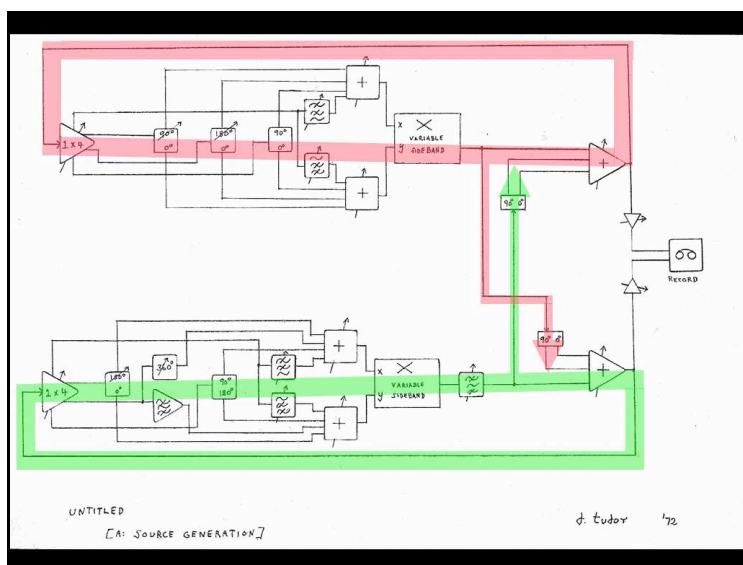 +
90°
0°
180°
0°
90°
0°
1 x 4
X
x
VARIABLE
y SIDEBAND
+
+
90° 0°
RECORD
90° 0°
+
+
180°
0°
360°
90°
180°
1 x 4
X
x
VARIABLE
y SIDEBAND
+
UNTITLED
[A: SOURCE GENERATION]
d. tudor '72